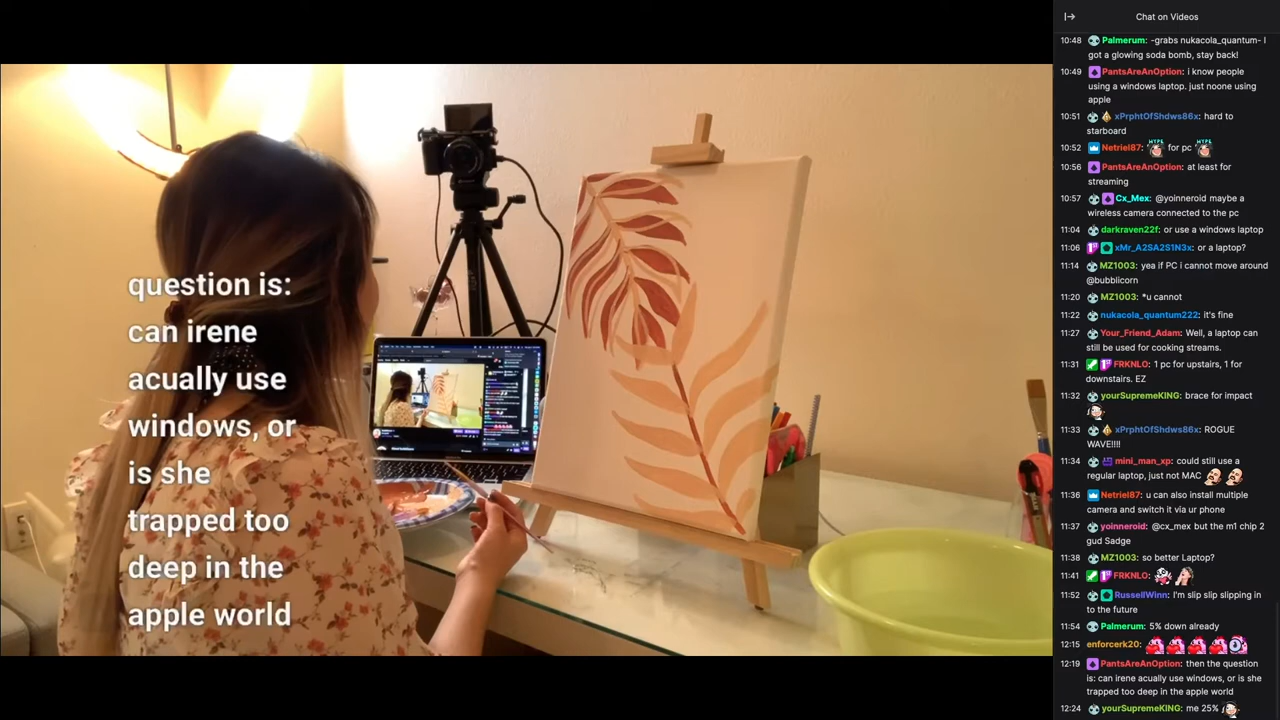 question is:
can irene
acually use
windows, or
is she
trapped too
deep in the
apple world
Chat on Videos
10:48 Palmerum: -grabs nukacola_quantum- I
got a glowing soda bomb, stay back!
10:49 PantsAreAnOption: i know people
using a windows laptop. just noone using
apple
10:51 xPrphtOfShdws86x: hard to
starboard
10:52 Netriel87: HYPE for pc HYPE
10:56 PantsAreAnOption: at least for
streaming
10:57 Cx_Mex: @yoinneroid maybe a
wireless camera connected to the pc
11:04 darkraven22f: or use a windows laptop
11:06 xMr_A2SA2S1N3x: or a laptop?
11:14 MZ1003: yea if PC i cannot move around
@bubblicorn
11:20 MZ1003: *u cannot
11:22 nukacola_quantum222: it's fine
11:27 Your_Friend_Adam: Well, a laptop can
still be used for cooking streams.
11:31 FRKNLO: 1 pc for upstairs, 1 for
downstairs. EZ
11:32 yourSupremeKING: brace for impact
11:33 xPrphtOfShdws86x: ROGUE
WAVE!!!!
11:34 mini_man_xp: could still use a
regular laptop, just not MAC
11:36 Netriel87: u can also install multiple
camera and switch it via ur phone
11:37 yoinneroid: @cx_mex but the m1 chip 2
gud Sadge
11:38 MZ1003: so better Laptop?
11:41 FRKNLO:
11:52 RussellWinn: I'm slip slip slipping in
to the future
11:54 Palmerum: 5% down already
12:15 enforcerk20:
12:19 PantsAreAnOption: then the question
is: can irene acually use windows, or is she
trapped too deep in the apple world
12:24 yourSupremeKING: me 25%